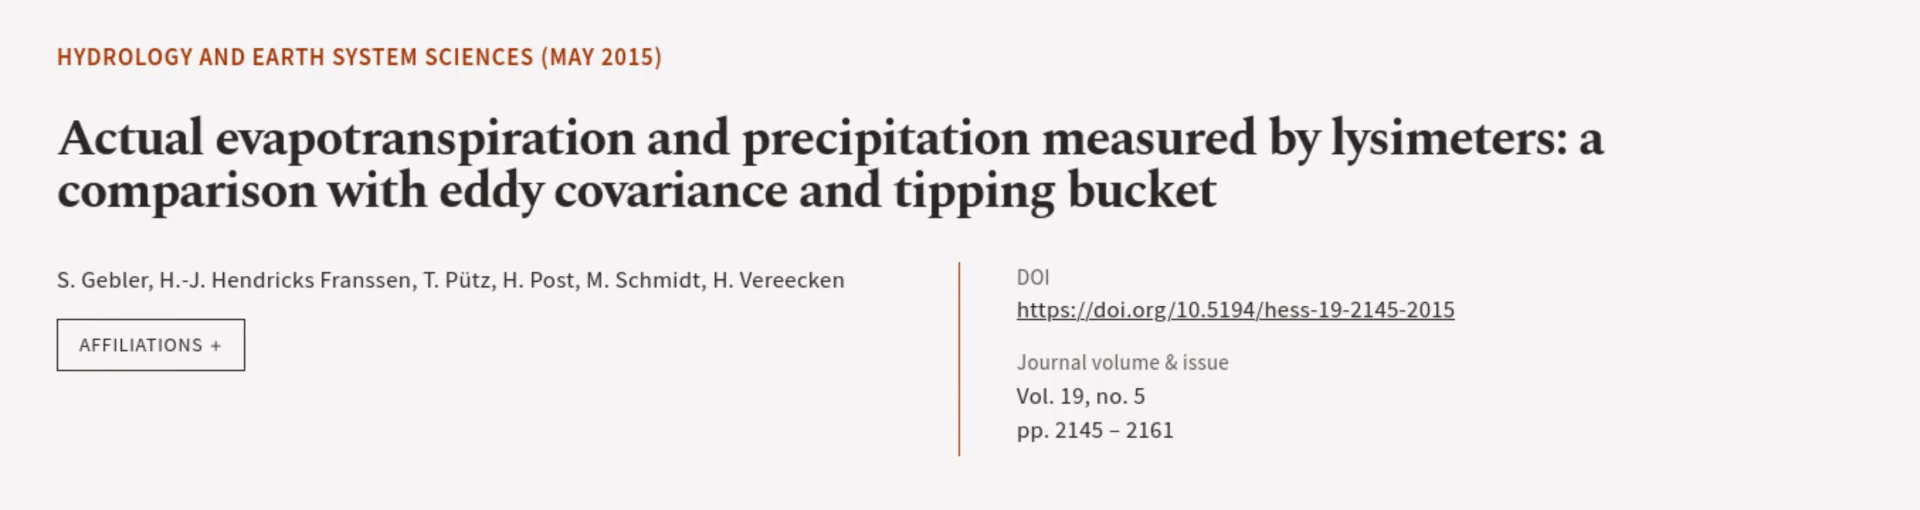 HYDROLOGY AND EARTH SYSTEM SCIENCES (MAY 2015)
Actual evapotranspiration and precipitation measured by lysimeters: a
comparison with eddy covariance and tipping bucket
S. Gebler, H.-J. Hendricks Franssen, T. Pütz, H. Post, M. Schmidt, H. Vereecken
AFFILIATIONS +
DOI
https://doi.org/10.5194/hess-19-2145-2015
Journal volume & issue
Vol. 19, no. 5
pp. 2145 – 2161